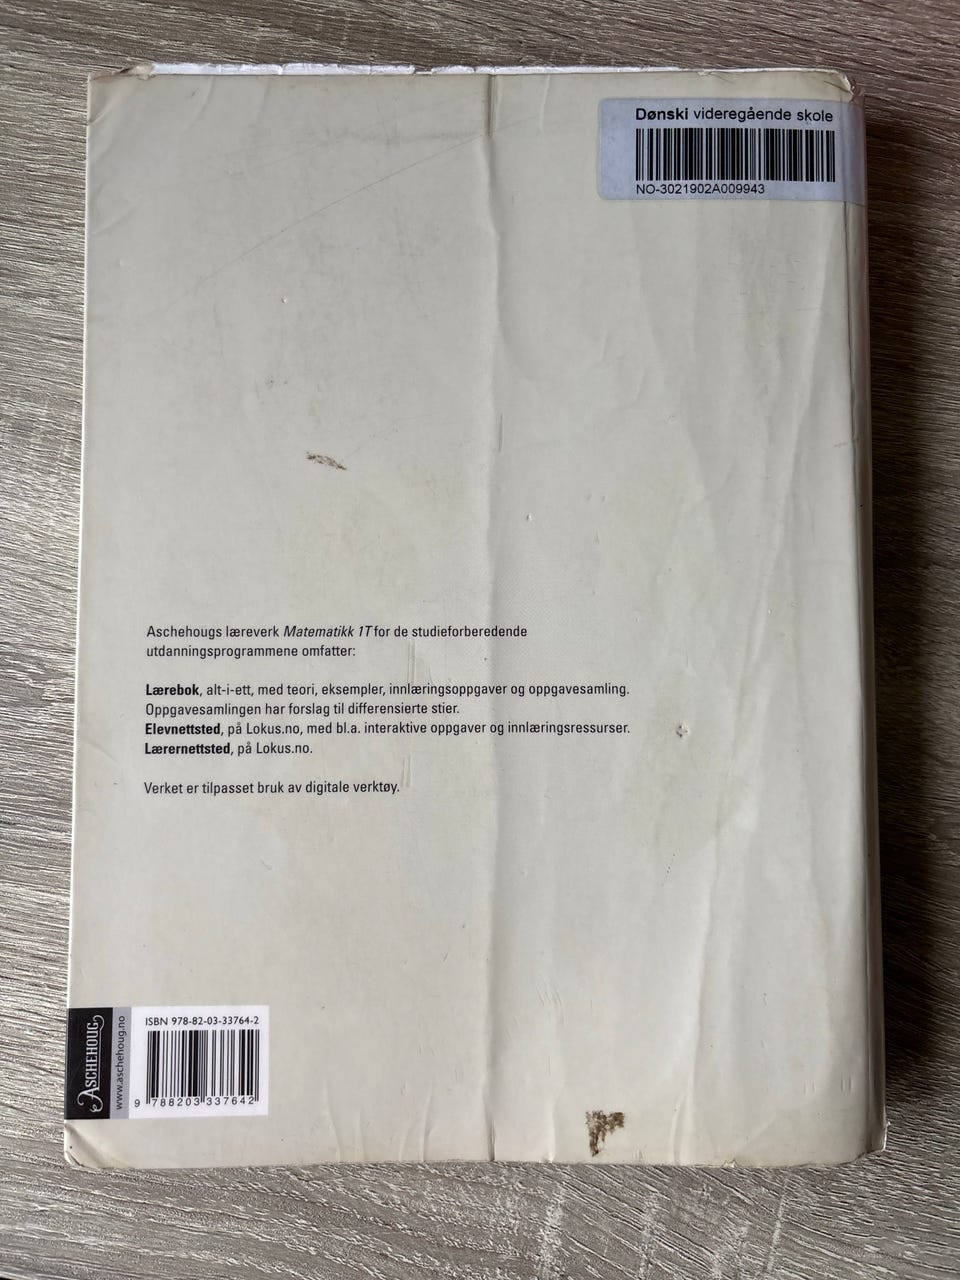 Dønski videregående skole
NO-3021902A009943
Aschehougs læreverk Matematikk 1T for de studieforberedende
utdanningsprogrammene omfatter:
Lærebok, alt-i-ett, med teori, eksempler, innlæringsoppgaver og oppgavesamling.
Oppgavesamlingen har forslag til differensierte stier.
Elevnettsted, på Lokus.no, med bl.a. interaktive oppgaver og innlæringsressurser.
Lærernettsted, på Lokus.no.
Verket er tilpasset bruk av digitale verktøy.
ASCHEHOUG
www.aschehoug.no
ISBN 978-82-03-33764-2
9 788203 337642